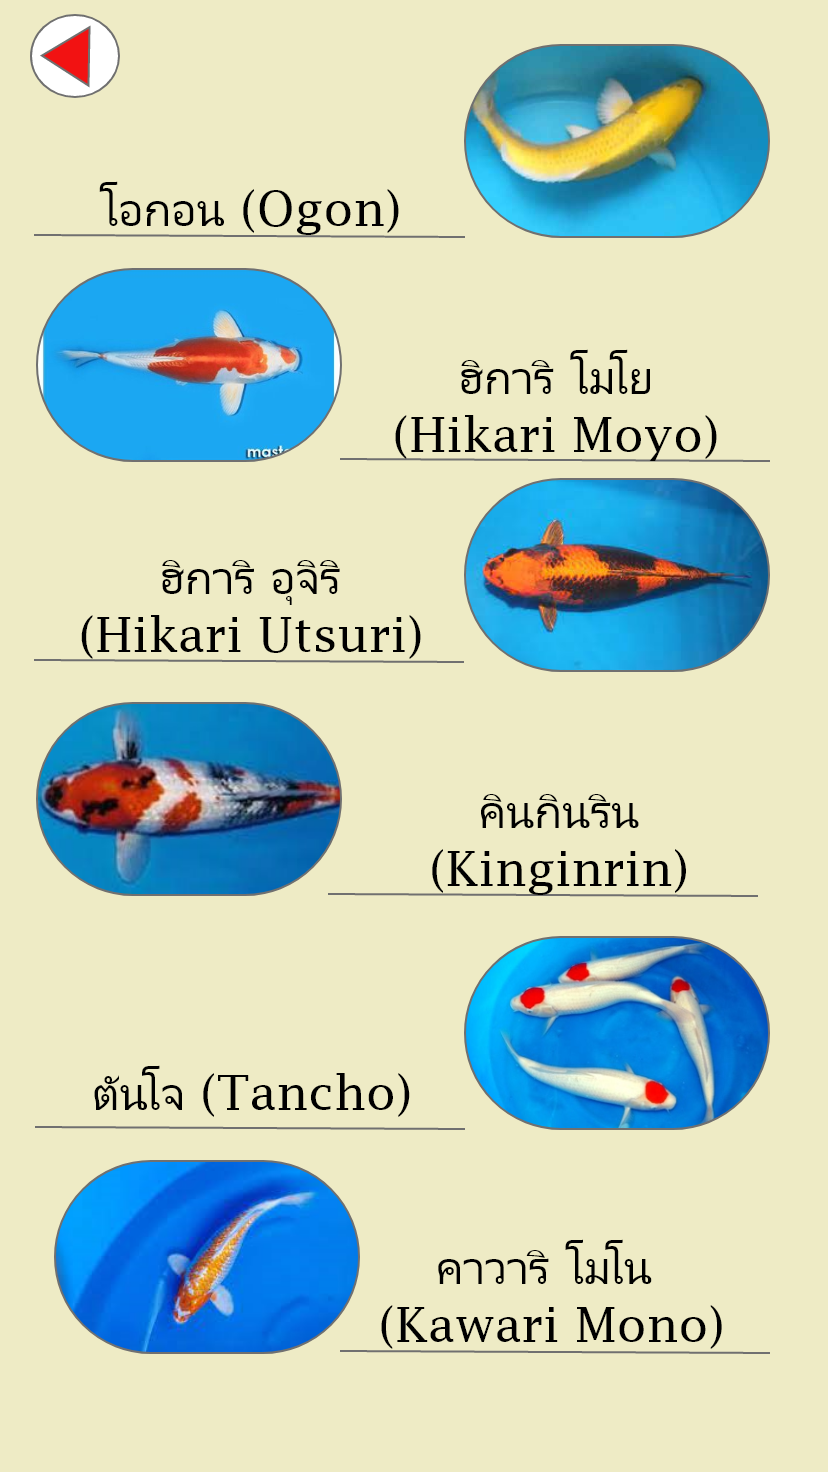 โอกอน (Ogon)
ฮิการิ โมโย
(Hikari Moyo)
ฮิการิ อุจิริ
(Hikari Utsuri)
คินกินริน
(Kinginrin)
ตันโจ (Tancho)
คาวาริ โมโน
(Kawari Mono)